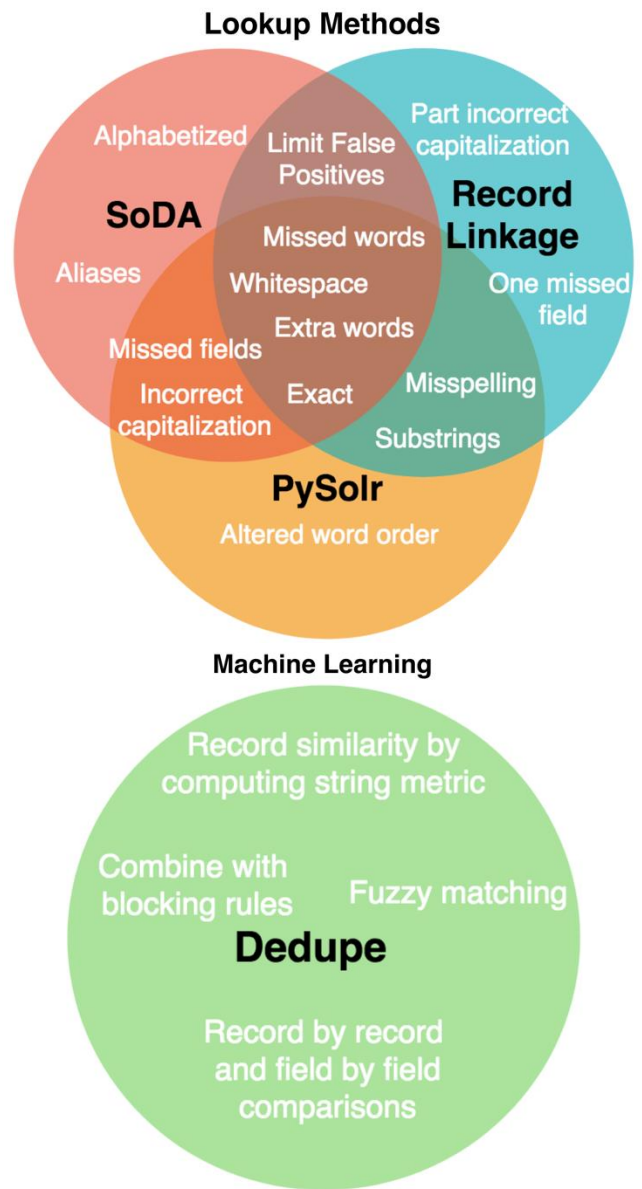 Lookup Methods
Alphabetized
SoDA
Aliases
Limit False
Positives
Part incorrect
capitalization
Record
Linkage
One missed
field
Missed words
Whitespace
Extra words
Exact
Missed fields
Incorrect
capitalization
Misspelling
Substrings
PySolr
Altered word order
Machine Learning
Record similarity by
computing string metric
Combine with
blocking rules
Fuzzy matching
Dedupe
Record by record
and field by field
comparisons